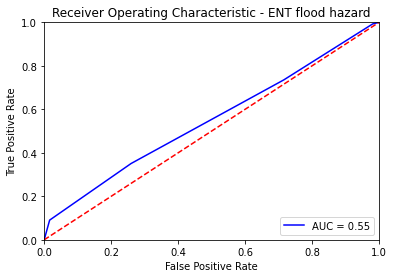 Receiver Operating Characteristic - ENT flood hazard
1.0
0.8
0.6
0.4
0.2
0.0
True Positive Rate
0.0 0.2 0.4 0.6 0.8 1.0
False Positive Rate
AUC = 0.55